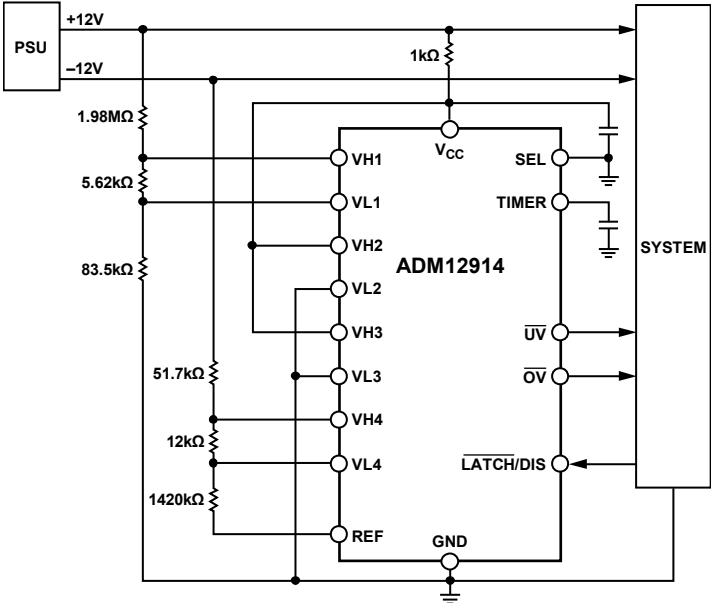 PSU
+12V
–12V
1kΩ
1.98MΩ
5.62kΩ
83.5kΩ
51.7kΩ
12kΩ
1420kΩ
VCC
VH1
VL1
VH2
VL2
VH3
VL3
VH4
VL4
REF
ADM12914
GND
SEL
TIMER
UV
OV
LATCH/DIS
SYSTEM